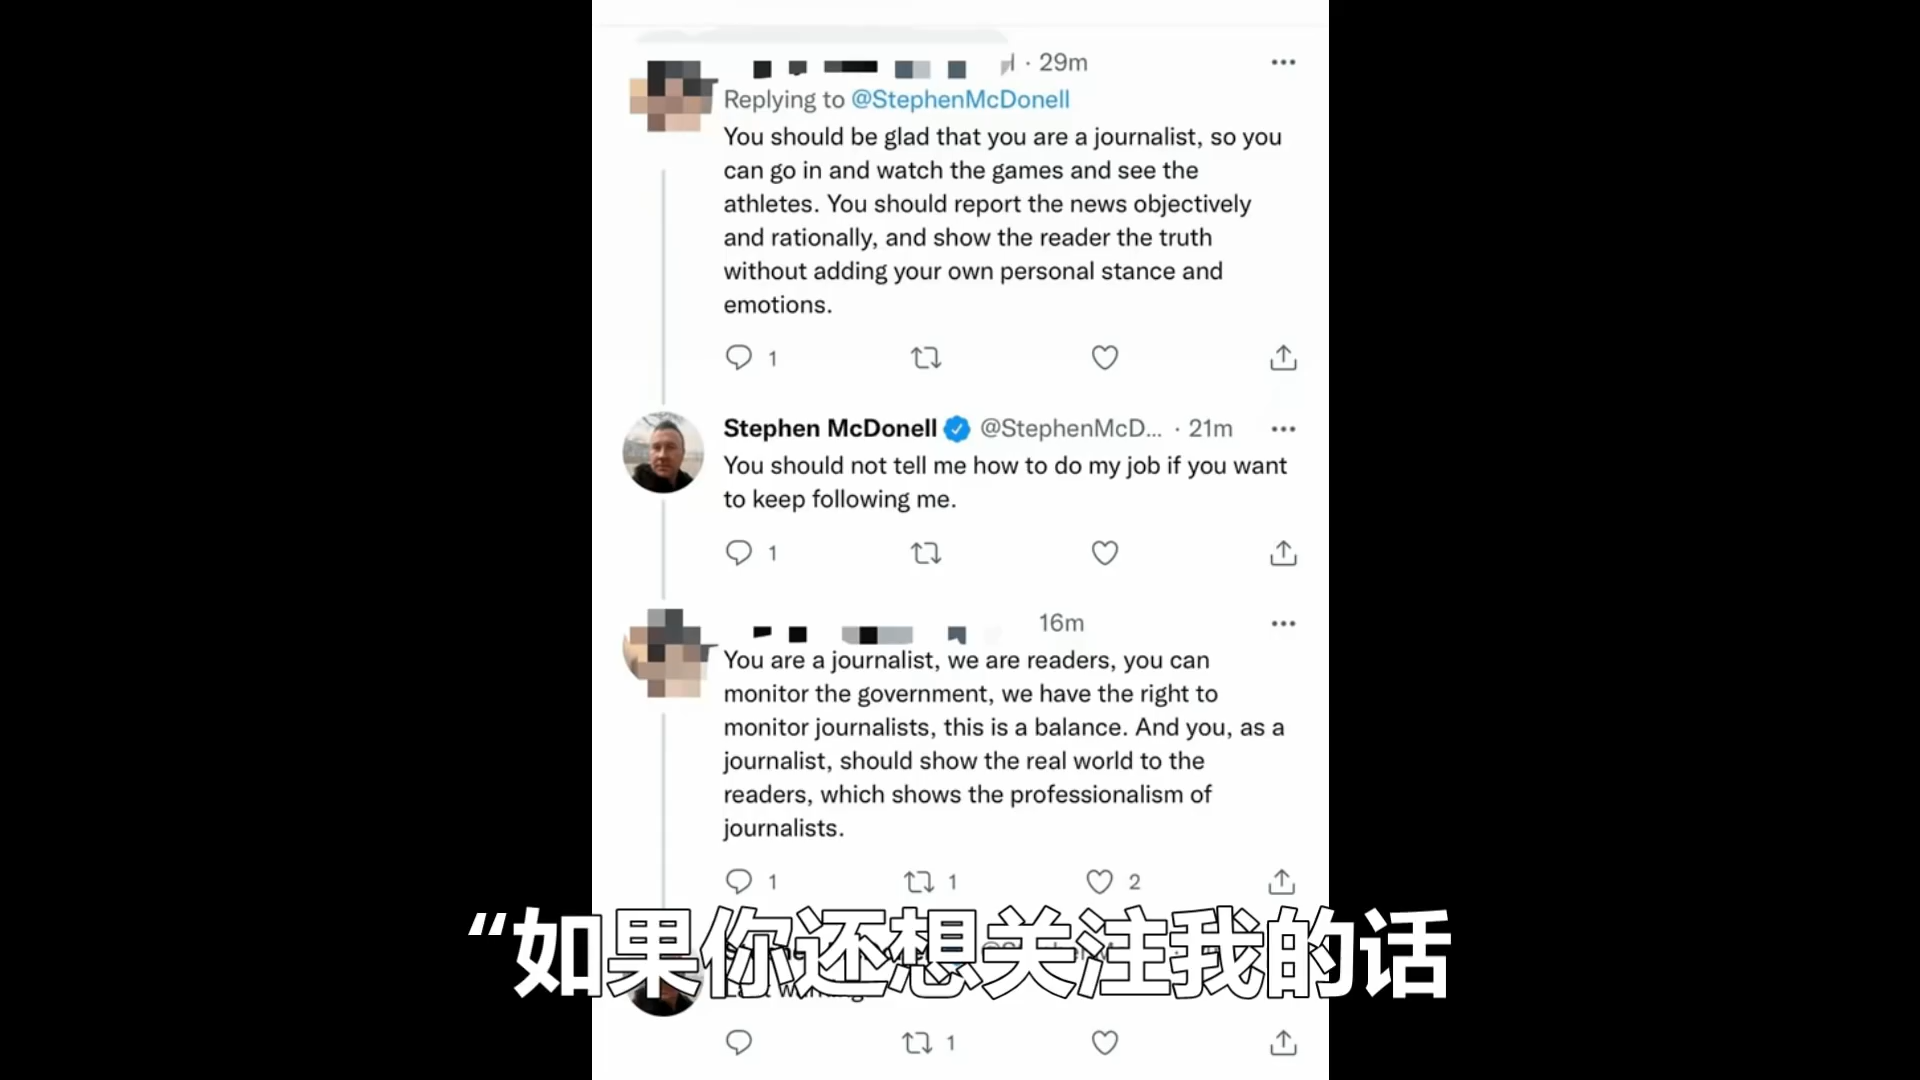 · 29m
Replying to @StephenMcDonell
You should be glad that you are a journalist, so you
can go in and watch the games and see the
athletes. You should report the news objectively
and rationally, and show the reader the truth
without adding your own personal stance and
emotions.
1
Stephen McDonell @StephenMcD... · 21m
You should not tell me how to do my job if you want
to keep following me.
1
16m
You are a journalist, we are readers, you can
monitor the government, we have the right to
monitor journalists, this is a balance. And you, as a
journalist, should show the real world to the
readers, which shows the professionalism of
journalists.
1 1 2
“如果你还想关注我的话
1